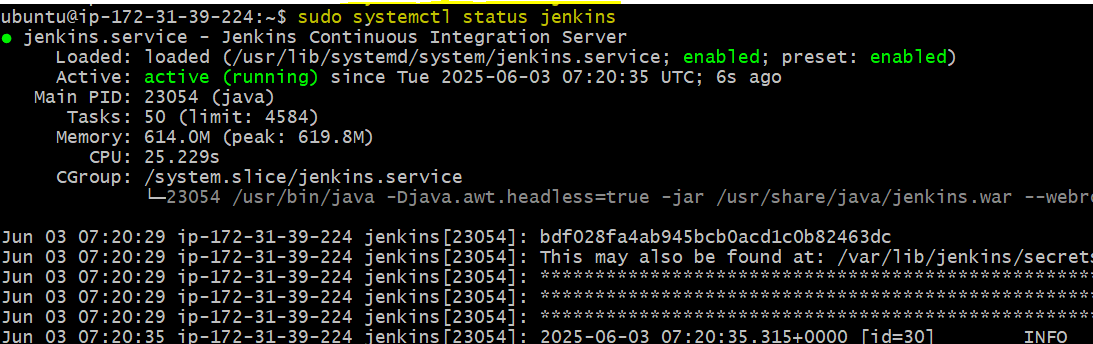 ubuntu@ip-172-31-39-224:~$ sudo systemctl status jenkins
● jenkins.service - Jenkins Continuous Integration Server
Loaded: loaded (/usr/lib/systemd/system/jenkins.service; enabled; preset: enabled)
Active: active (running) since Tue 2025-06-03 07:20:35 UTC; 6s ago
Main PID: 23054 (java)
Tasks: 50 (limit: 4584)
Memory: 614.0M (peak: 619.8M)
CPU: 25.229s
CGroup: /system.slice/jenkins.service
└─23054 /usr/bin/java -Djava.awt.headless=true -jar /usr/share/java/jenkins.war --webro
Jun 03 07:20:29 ip-172-31-39-224 jenkins[23054]: bdf028fa4ab945bcb0acd1c0b82463dc
Jun 03 07:20:29 ip-172-31-39-224 jenkins[23054]: This may also be found at: /var/lib/jenkins/secrets
Jun 03 07:20:29 ip-172-31-39-224 jenkins[23054]: **************************************************
Jun 03 07:20:29 ip-172-31-39-224 jenkins[23054]: **************************************************
Jun 03 07:20:29 ip-172-31-39-224 jenkins[23054]: **************************************************
Jun 03 07:20:35 ip-172-31-39-224 jenkins[23054]: 2025-06-03 07:20:35.315+0000 [id=30] INFO